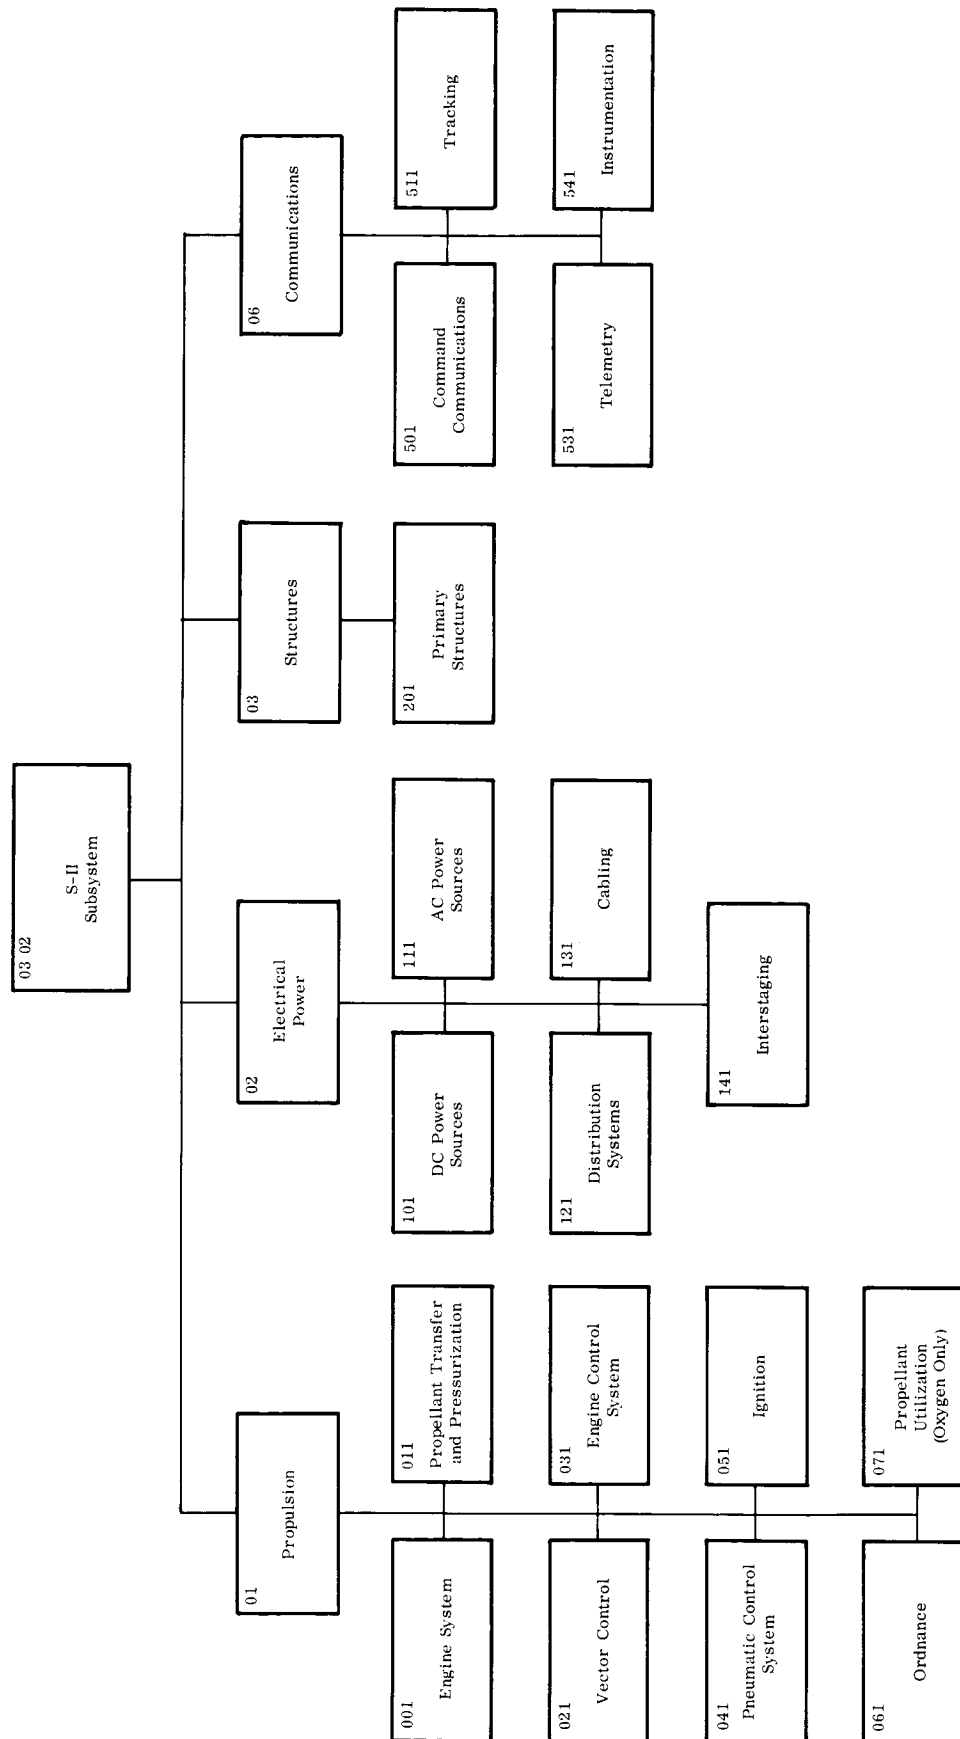 03 02
S-II
Subsystem
01
Propulsion
02
Electrical
Power
03
Structures
06
Communications
001
Engine System
011
Propellant Transfer
and Pressurization
021
Vector Control
031
Engine Control
System
041
Pneumatic Control
System
051
Ignition
061
Ordnance
071
Propellant
Utilization
(Oxygen Only)
101
DC Power
Sources
111
AC Power
Sources
121
Distribution
Systems
131
Cabling
141
Interstaging
201
Primary
Structures
501
Command
Communications
511
Tracking
531
Telemetry
541
Instrumentation